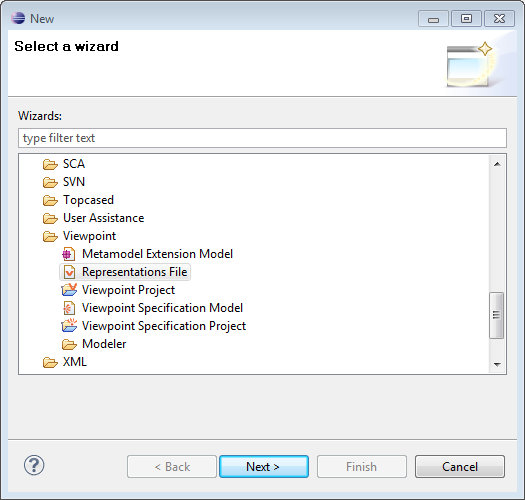 New
Select a wizard
Wizards:
type filter text
SCA
SVN
Topcased
User Assistance
Viewpoint
Metamodel Extension Model
Representations File
Viewpoint Project
Viewpoint Specification Model
Viewpoint Specification Project
Modeler
XML
? < Back Next > Finish Cancel